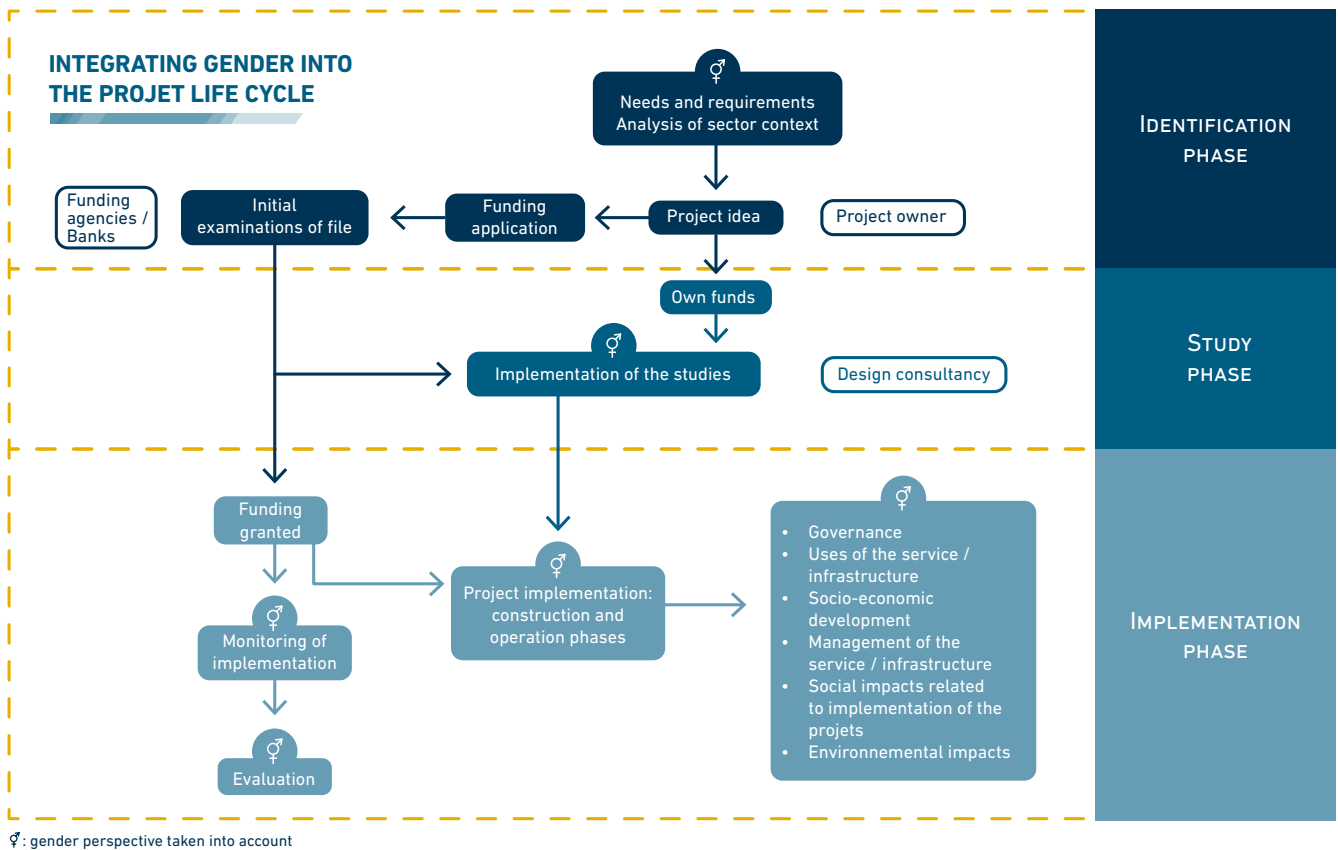 INTEGRATING GENDER INTO
THE PROJET LIFE CYCLE
Needs and requirements
Analysis of sector context
IDENTIFICATION
PHASE
Funding
agencies /
Banks
Initial
examinations of file
Funding
application
Project idea
Project owner
Own funds
STUDY
PHASE
Implementation of the studies
Design consultancy
Funding
granted
Project implementation:
construction and
operation phases
• Governance
• Uses of the service /
infrastructure
• Socio-economic
development
• Management of the
service / infrastructure
• Social impacts related
to implementation of the
projets
• Environnemental impacts
IMPLEMENTATION
PHASE
Monitoring of
implementation
Evaluation
⚥: gender perspective taken into account